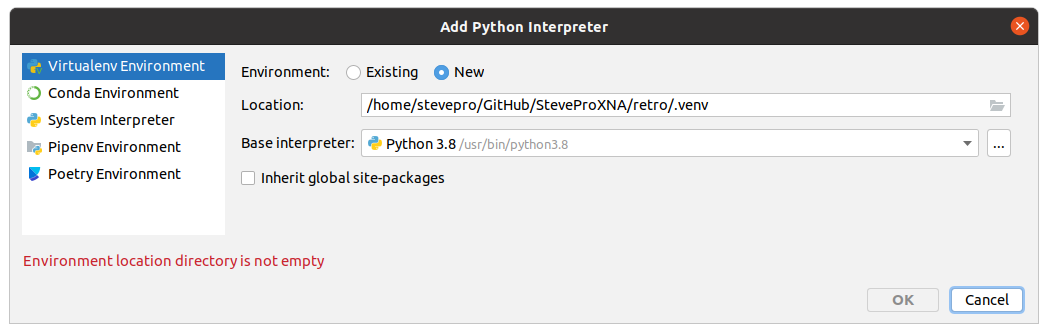 Add Python Interpreter
Virtualenv Environment
Conda Environment
System Interpreter
Pipenv Environment
Poetry Environment
Environment: Existing New
Location: /home/stevepro/GitHub/SteveProXNA/retro/.venv
Base interpreter: Python 3.8 /usr/bin/python3.8 ...
Inherit global site-packages
Environment location directory is not empty
OK Cancel